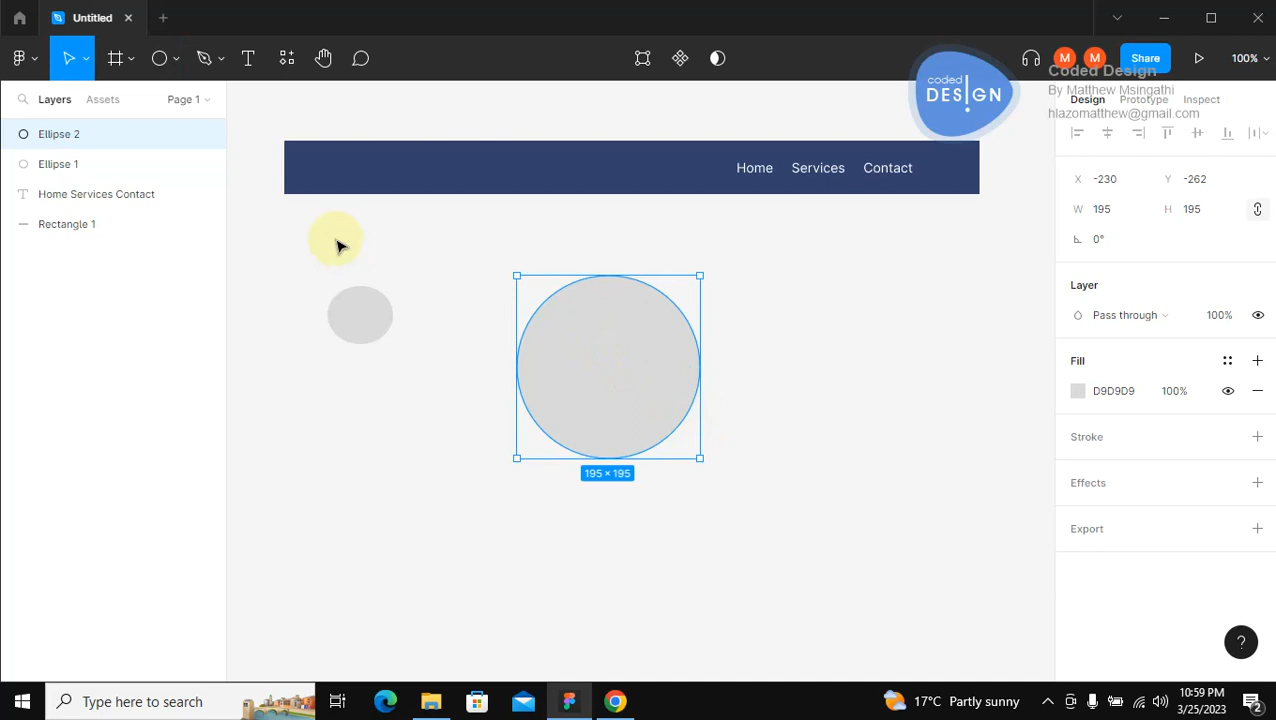 Untitled
Share
100%
coded
DESIGN
Coded Design
By Matthew Msingathi
hlazomatthew@gmail.com
Layers
Assets
Page 1
Design
Prototype
Inspect
Ellipse 2
Ellipse 1
Home Services Contact
Rectangle 1
Home Services Contact
195 × 195
X -230 Y -262
W 195 H 195
0°
Layer
Pass through 100%
Fill
D9D9D9 100%
Stroke
Effects
Export
?
M M
Type here to search
17°C Partly sunny
10:59 PM
3/25/2023
2